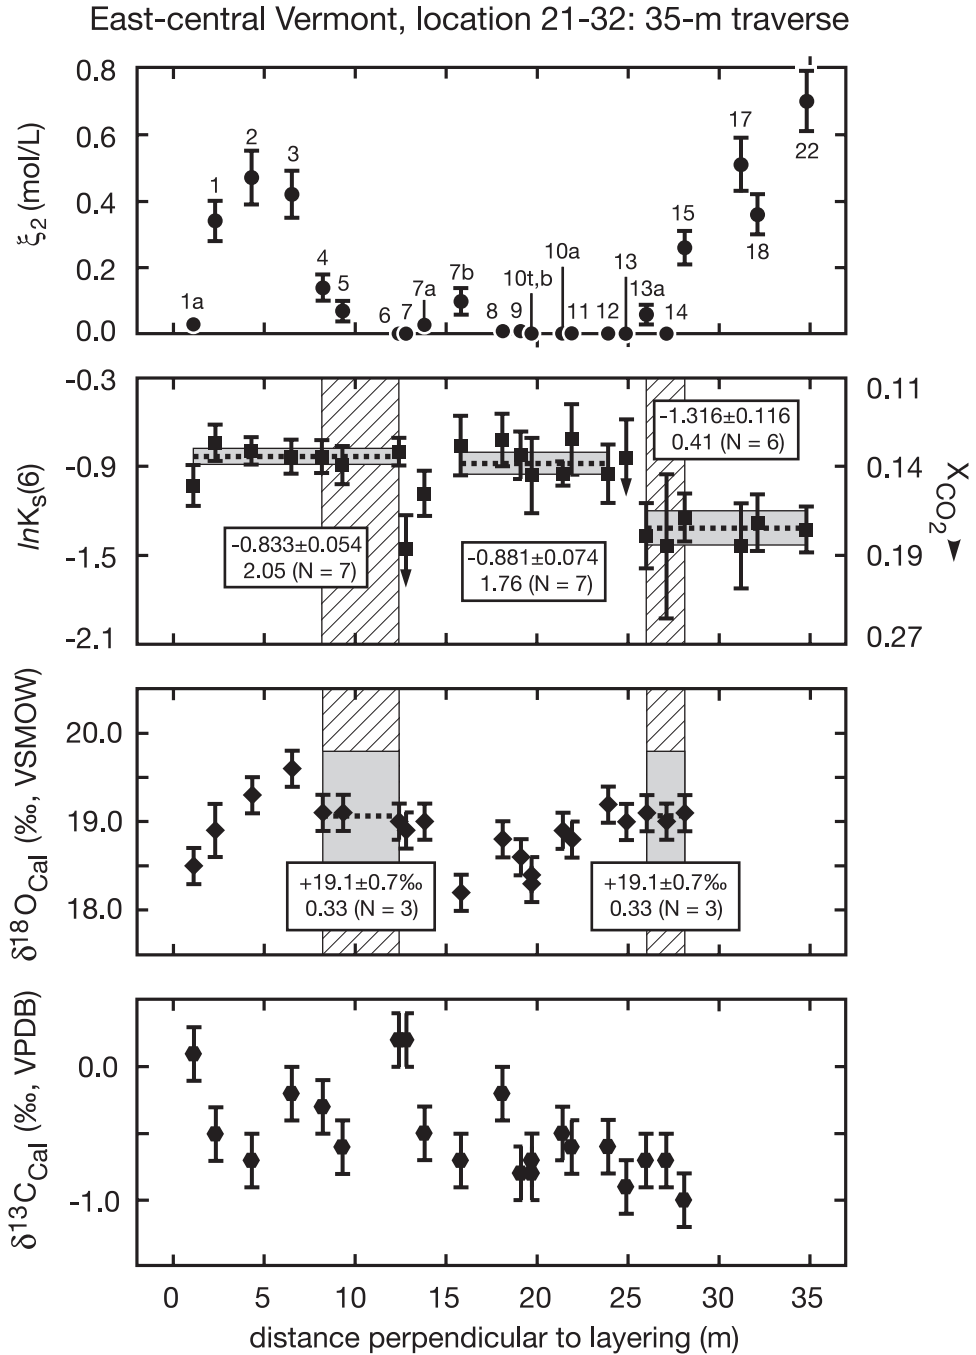 East-central Vermont, location 21-32: 35-m traverse
ξ2 (mol/L)
0.8
0.6
0.4
0.2
0.0
1a
1
2
3
4
5
6
7
7a
7b
8
9
10t,b
10a
11
12
13
13a
14
15
17
18
22
lnKs(6)
-0.3
-0.9
-1.5
-2.1
-0.833±0.054
2.05 (N = 7)
-0.881±0.074
1.76 (N = 7)
-1.316±0.116
0.41 (N = 6)
0.11
0.14
0.19
0.27
XCO2
δ18OCal (‰, VSMOW)
20.0
19.0
18.0
+19.1±0.7‰
0.33 (N = 3)
+19.1±0.7‰
0.33 (N = 3)
δ13CCal (‰, VPDB)
0.0
-1.0
0 5 10 15 20 25 30 35
distance perpendicular to layering (m)